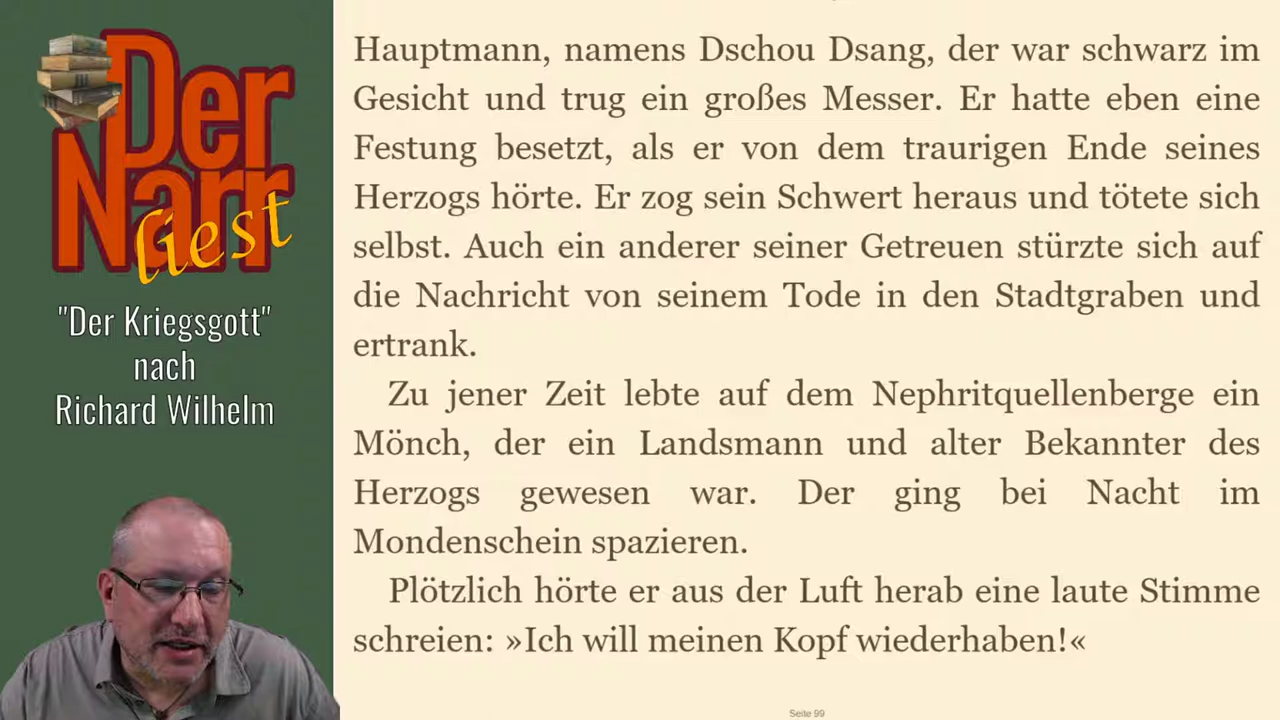 Der
Narr
liest
"Der Kriegsgott"
nach
Richard Wilhelm
Hauptmann, namens Dschou Dsang, der war schwarz im
Gesicht und trug ein großes Messer. Er hatte eben eine
Festung besetzt, als er von dem traurigen Ende seines
Herzogs hörte. Er zog sein Schwert heraus und tötete sich
selbst. Auch ein anderer seiner Getreuen stürzte sich auf
die Nachricht von seinem Tode in den Stadtgraben und
ertrank.
Zu jener Zeit lebte auf dem Nephritquellenberge ein
Mönch, der ein Landsmann und alter Bekannter des
Herzogs gewesen war. Der ging bei Nacht im
Mondenschein spazieren.
Plötzlich hörte er aus der Luft herab eine laute Stimme
schreien: »Ich will meinen Kopf wiederhaben!«
Seite 99